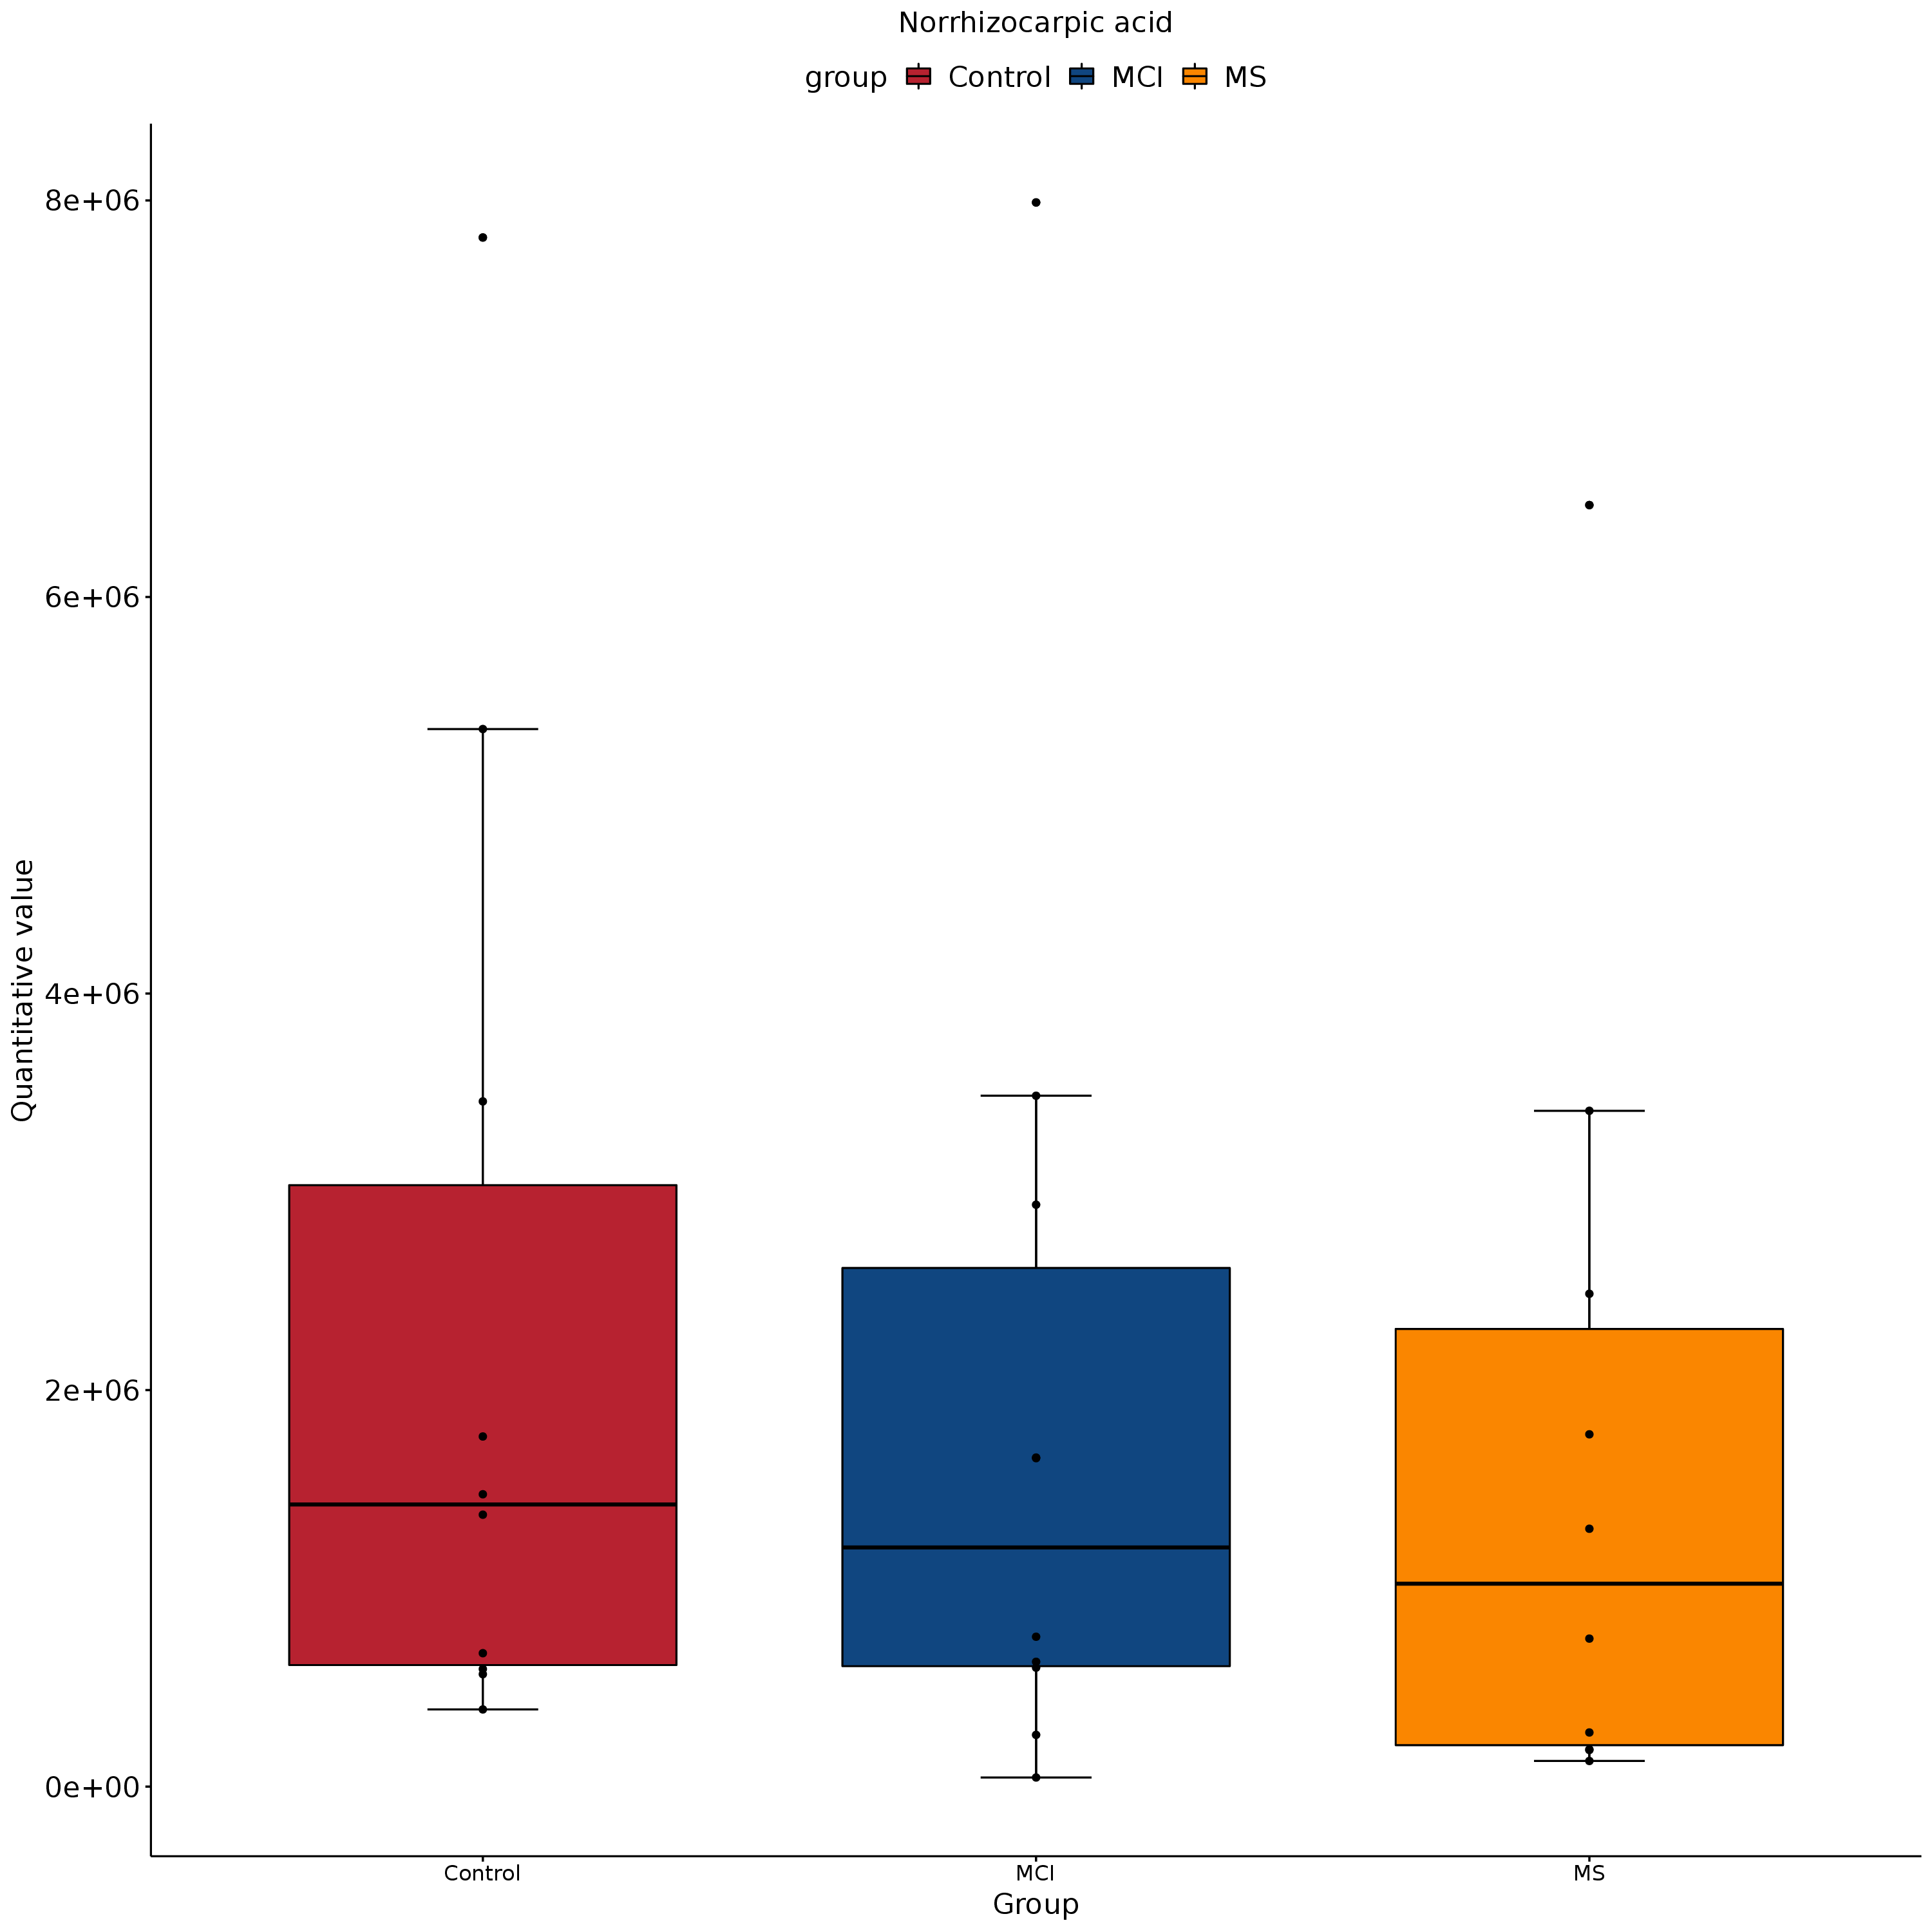 Norrhizocarpic acid
group Control MCI MS
8e+06
6e+06
4e+06
2e+06
0e+00
Quantitative value
Control MCI MS
Group